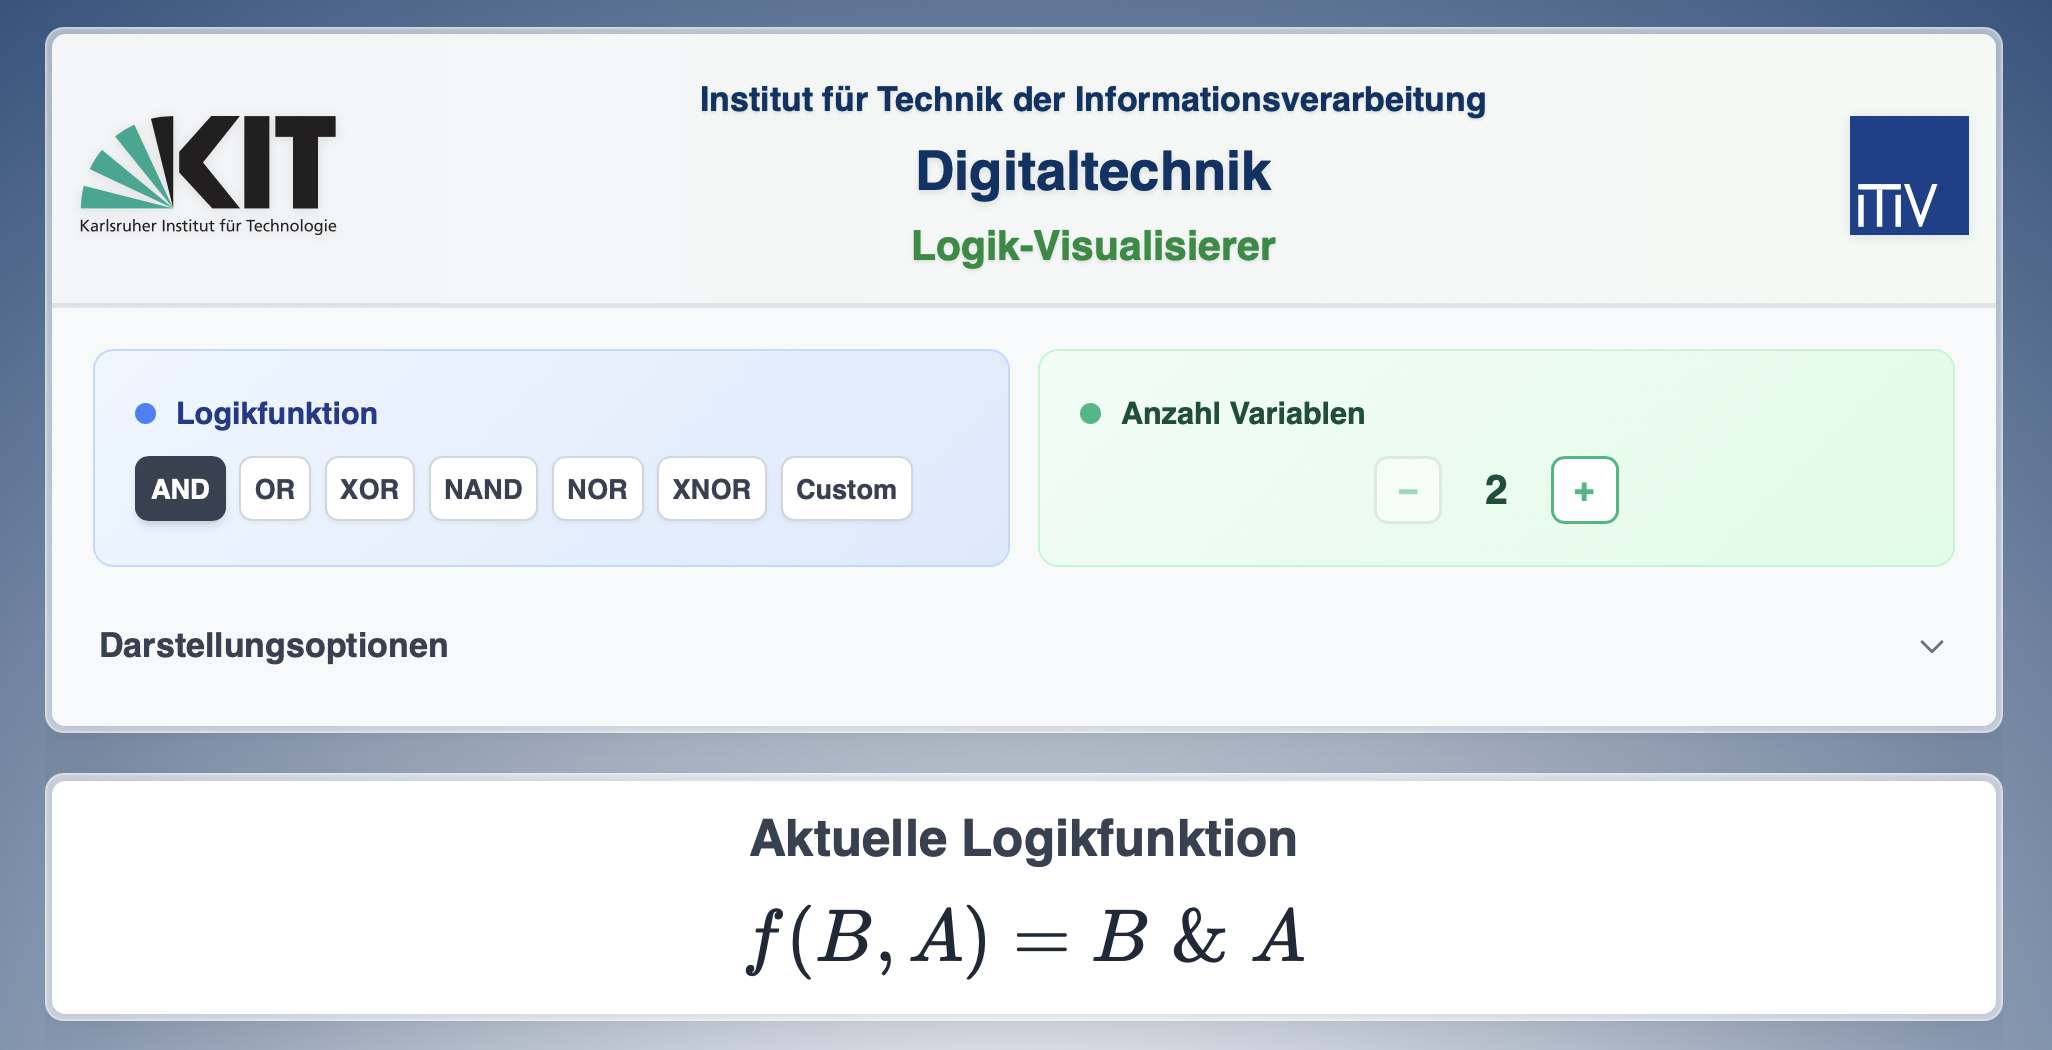 Institut für Technik der Informationsverarbeitung
KIT
Karlsruher Institut für Technologie
Digitaltechnik
Logik-Visualisierer
iTIV
Logikfunktion
AND OR XOR NAND NOR XNOR Custom
Anzahl Variablen
− 2 +
Darstellungsoptionen
Aktuelle Logikfunktion
f(B, A) = B & A